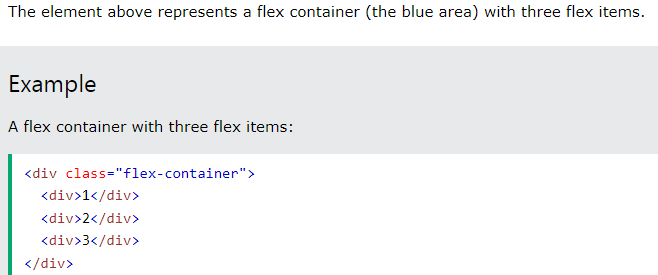 The element above represents a flex container (the blue area) with three flex items.
Example
A flex container with three flex items:
<div class="flex-container">
  <div>1</div>
  <div>2</div>
  <div>3</div>
</div>